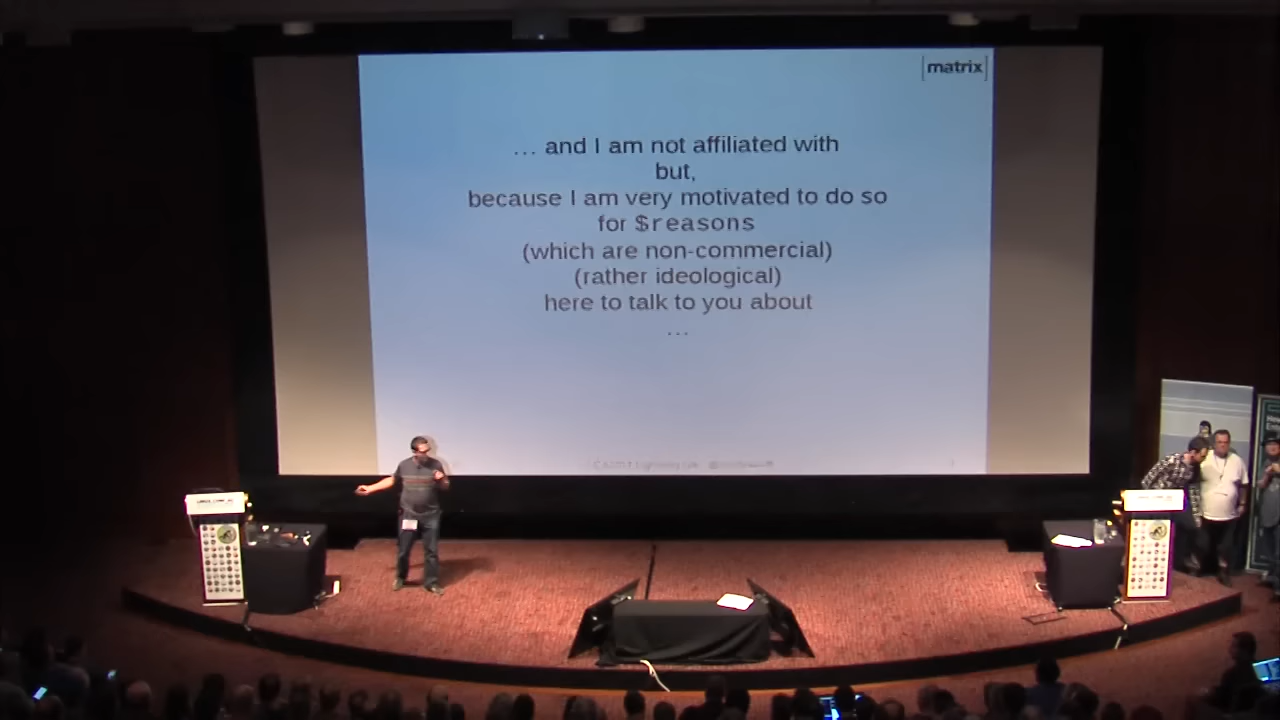 [matrix]
... and I am not affiliated with
but,
because I am very motivated to do so
for $reasons
(which are non-commercial)
(rather ideological)
here to talk to you about
...